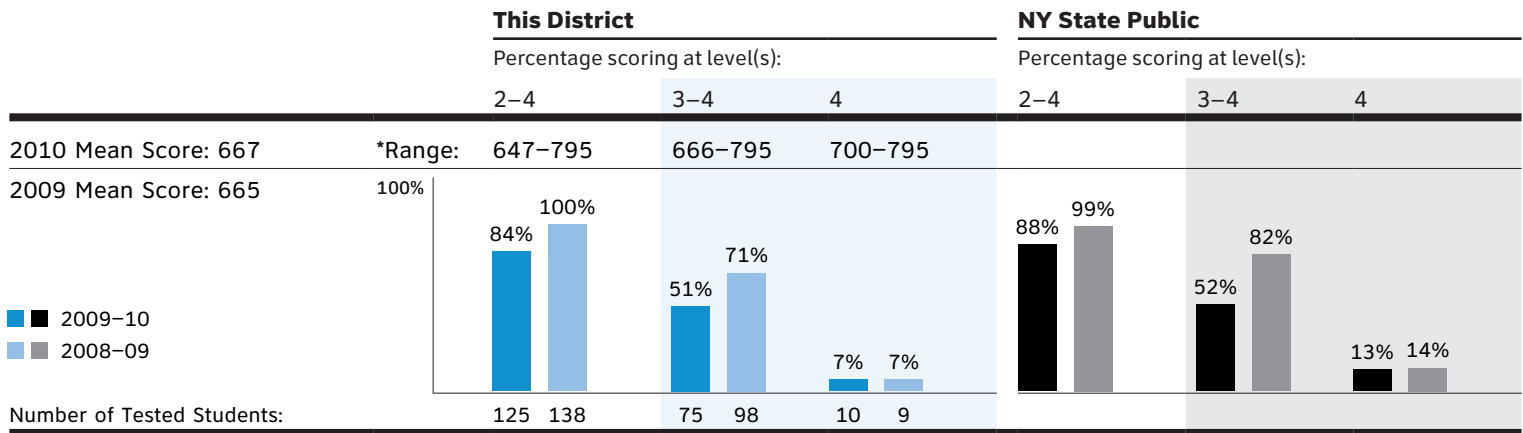 This District NY State Public
Percentage scoring at level(s): Percentage scoring at level(s):
2–4 3–4 4 2–4 3–4 4
2010 Mean Score: 667 *Range: 647–795 666–795 700–795
2009 Mean Score: 665 100%
84% 100% 51% 71% 7% 7% 88% 99% 52% 82% 13% 14%
2009–10
2008–09
Number of Tested Students: 125 138 75 98 10 9